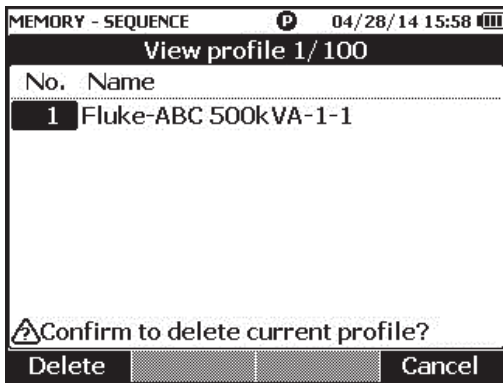 MEMORY - SEQUENCE P 04/28/14 15:58
View profile 1/100
No. Name
1 Fluke-ABC 500kVA-1-1
Confirm to delete current profile?
Delete Cancel